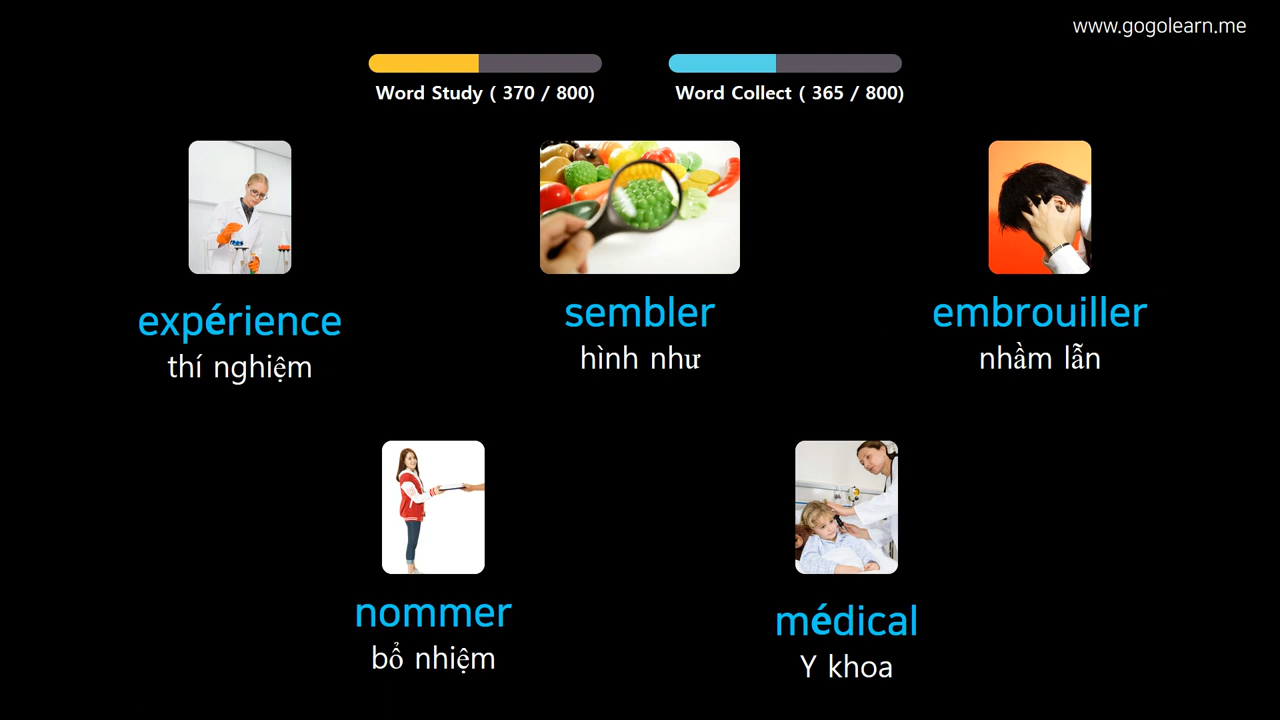 www.gogolearn.me
Word Study ( 370 / 800)
Word Collect ( 365 / 800)
expérience
thí nghiệm
sembler
hình như
embrouiller
nhầm lẫn
nommer
bổ nhiệm
médical
Y khoa